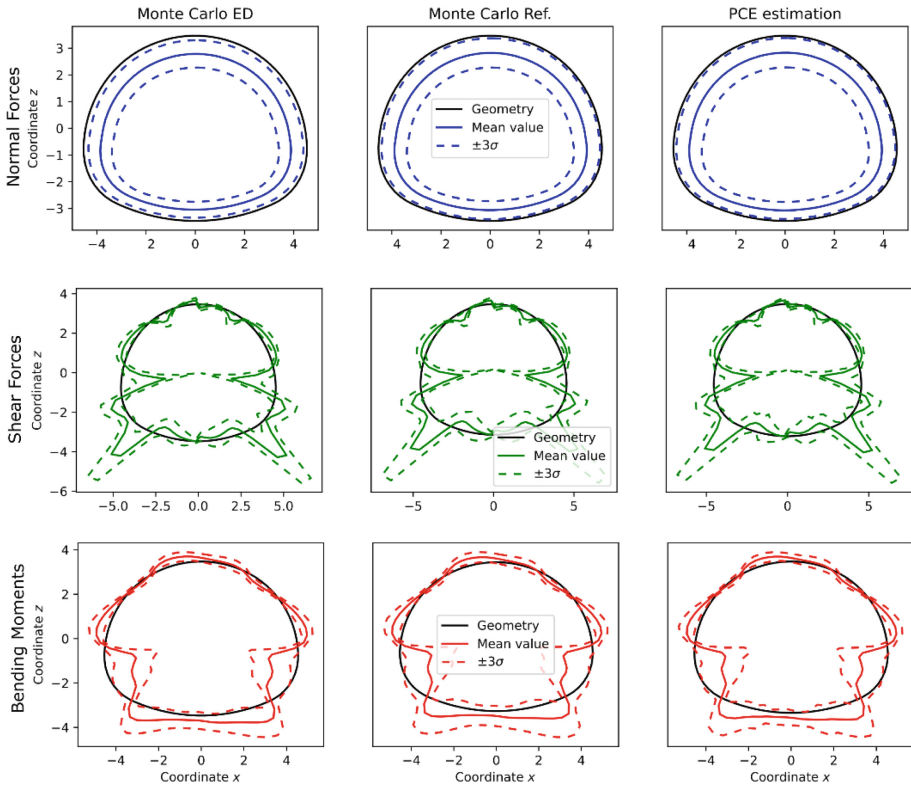 Monte Carlo ED
Monte Carlo Ref.
PCE estimation
Normal Forces
Coordinate z
3
2
1
0
−1
−2
−3
−4 −2 0 2 4
Geometry
Mean value
±3σ
4 2 0 2 4
4 2 0 2 4
Shear Forces
Coordinate z
4
2
0
−2
−4
−6
−5.0 −2.5 0.0 2.5 5.0
Geometry
Mean value
±3σ
−5 0 5
−5 0 5
Bending Moments
Coordinate z
4
2
0
−2
−4
−4 −2 0 2 4
Coordinate x
Geometry
Mean value
±3σ
−4 −2 0 2 4
Coordinate x
−4 −2 0 2 4
Coordinate x